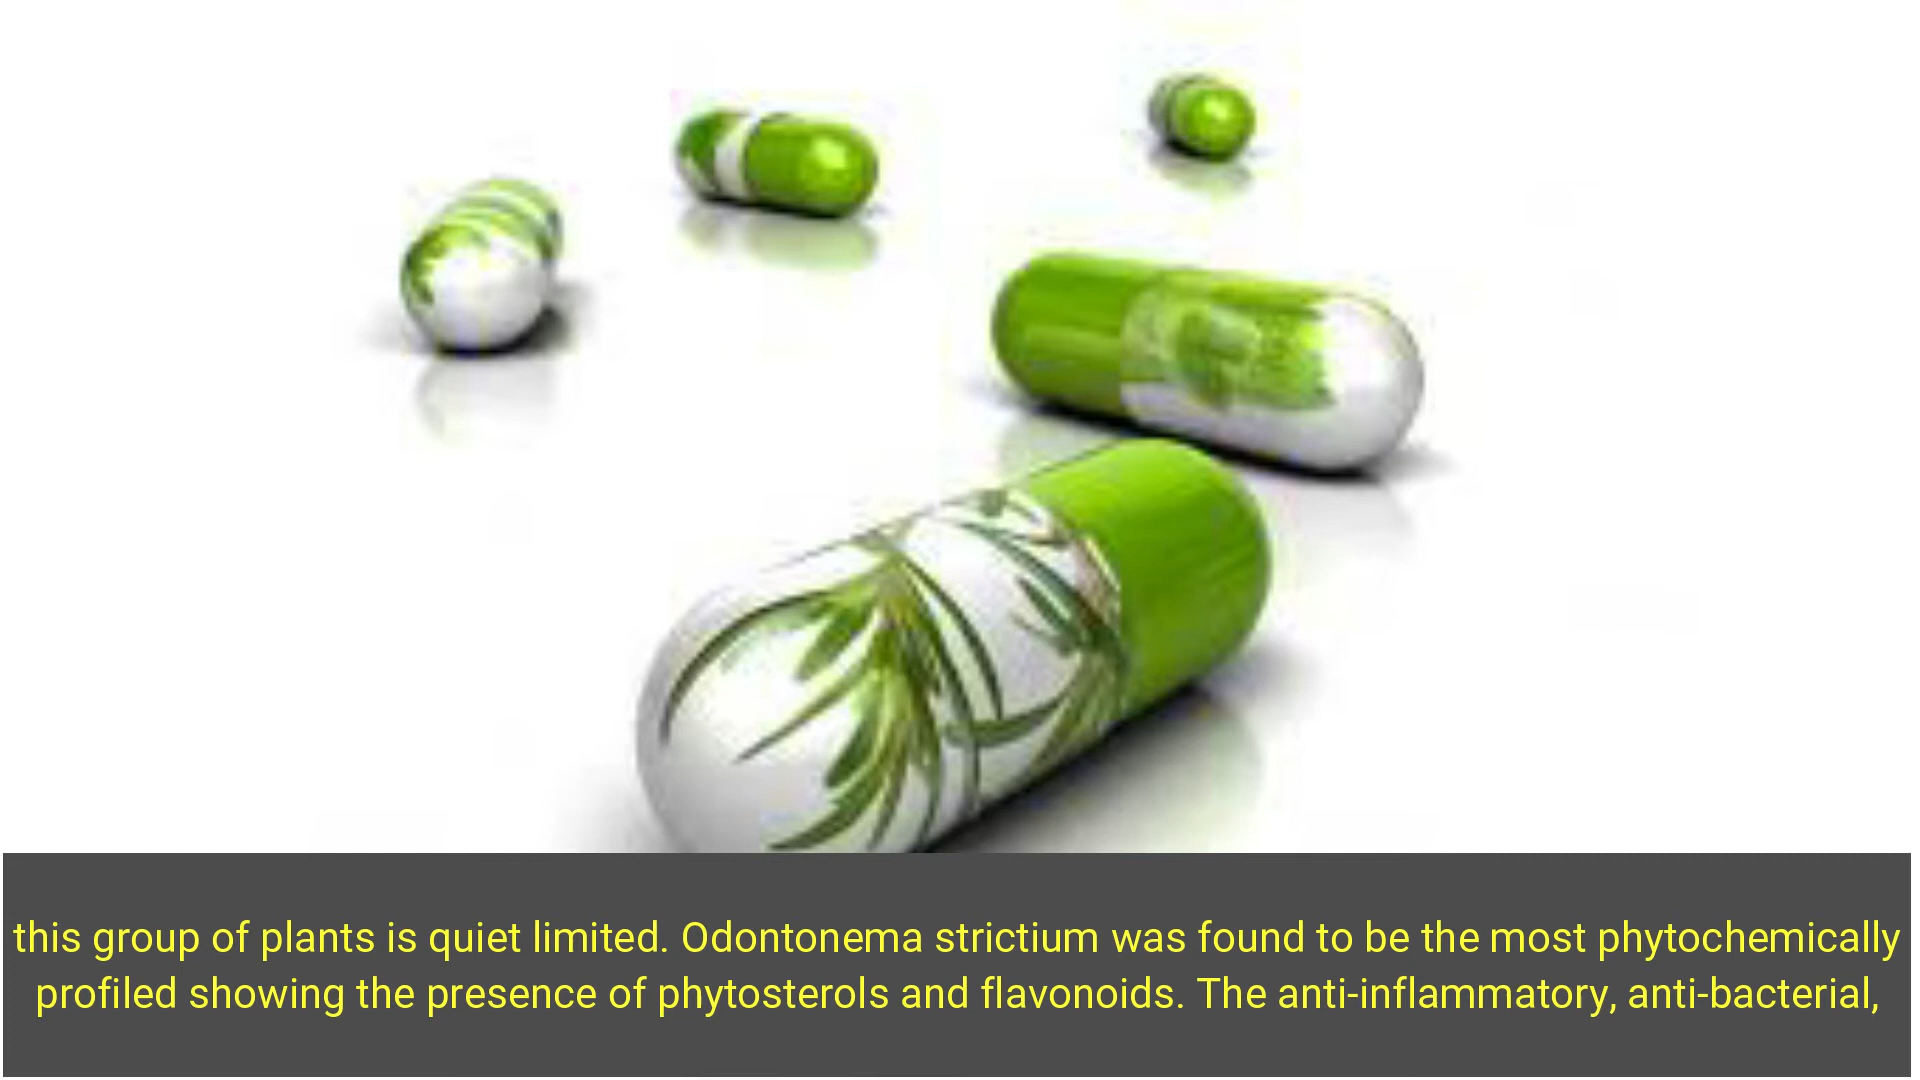 this group of plants is quiet limited. Odontonema strictium was found to be the most phytochemically
profiled showing the presence of phytosterols and flavonoids. The anti-inflammatory, anti-bacterial,